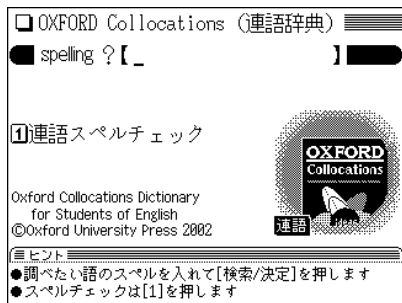 OXFORD Collocations (連語辞典)
spelling ?【_ 】
1連語スペルチェック
OXFORD
Collocations
ideas
連語
Oxford Collocations Dictionary
for Students of English
©Oxford University Press 2002
ヒント
●調べたい語のスペルを入れて[検索/決定]を押します
●スペルチェックは[1]を押します